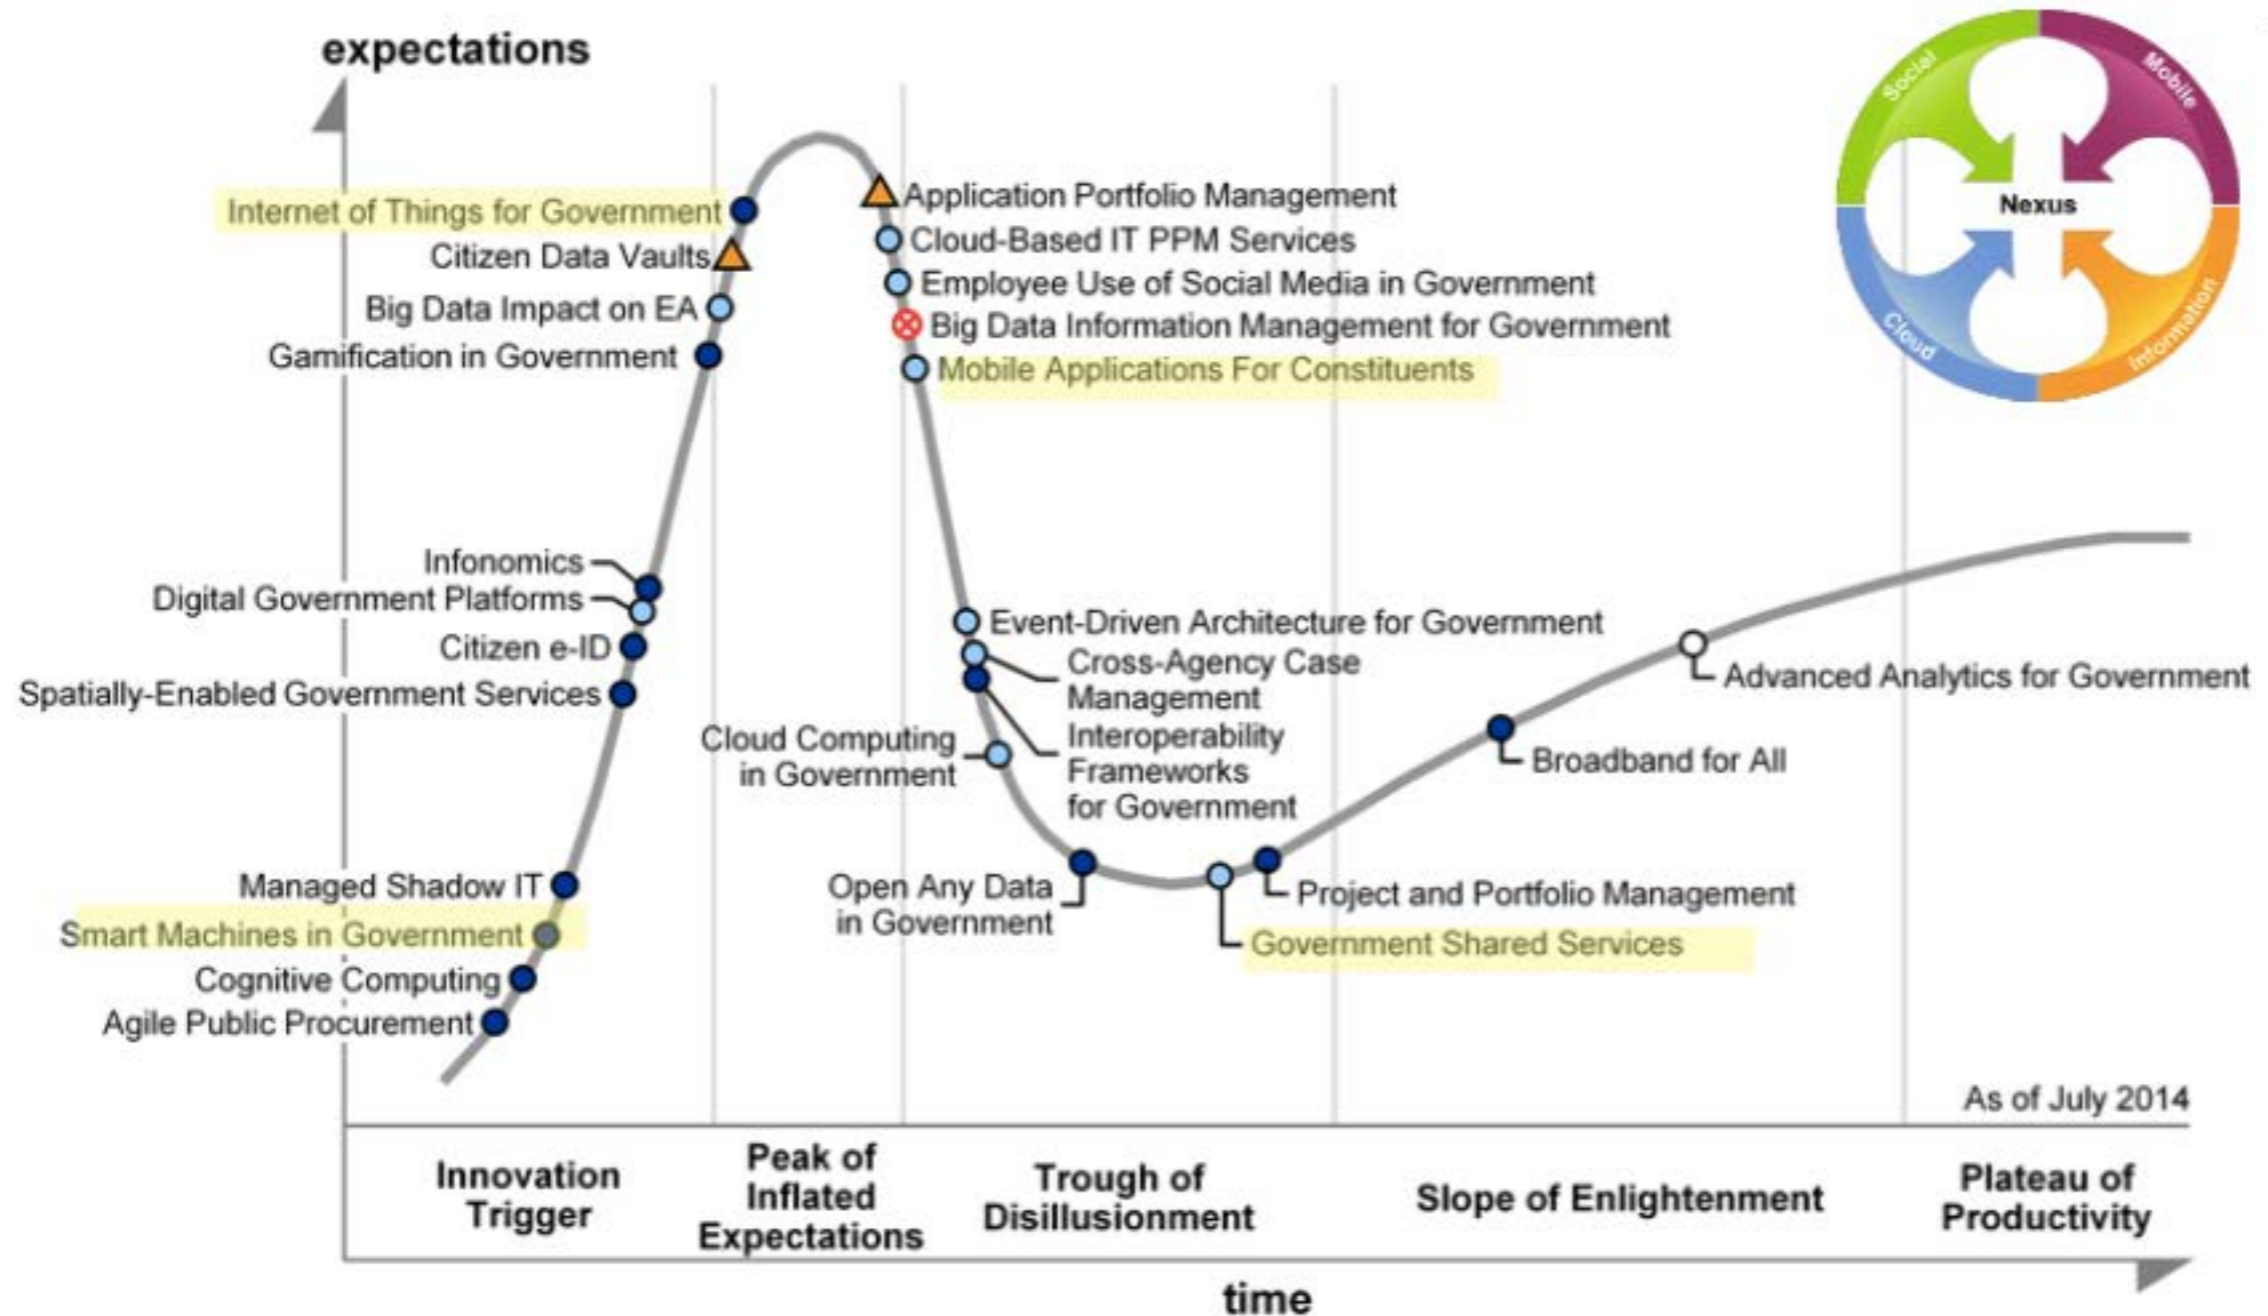 expectations
Social
Mobile
Nexus
Cloud
Information
Internet of Things for Government
Citizen Data Vaults
Big Data Impact on EA
Gamification in Government
Infonomics
Digital Government Platforms
Citizen e-ID
Spatially-Enabled Government Services
Managed Shadow IT
Smart Machines in Government
Cognitive Computing
Agile Public Procurement
Application Portfolio Management
Cloud-Based IT PPM Services
Employee Use of Social Media in Government
Big Data Information Management for Government
Mobile Applications For Constituents
Event-Driven Architecture for Government
Cross-Agency Case
Management
Interoperability
Frameworks
for Government
Cloud Computing
in Government
Open Any Data
in Government
Project and Portfolio Management
Government Shared Services
Broadband for All
Advanced Analytics for Government
As of July 2014
Innovation
Trigger
Peak of
Inflated
Expectations
Trough of
Disillusionment
Slope of Enlightenment
Plateau of
Productivity
time